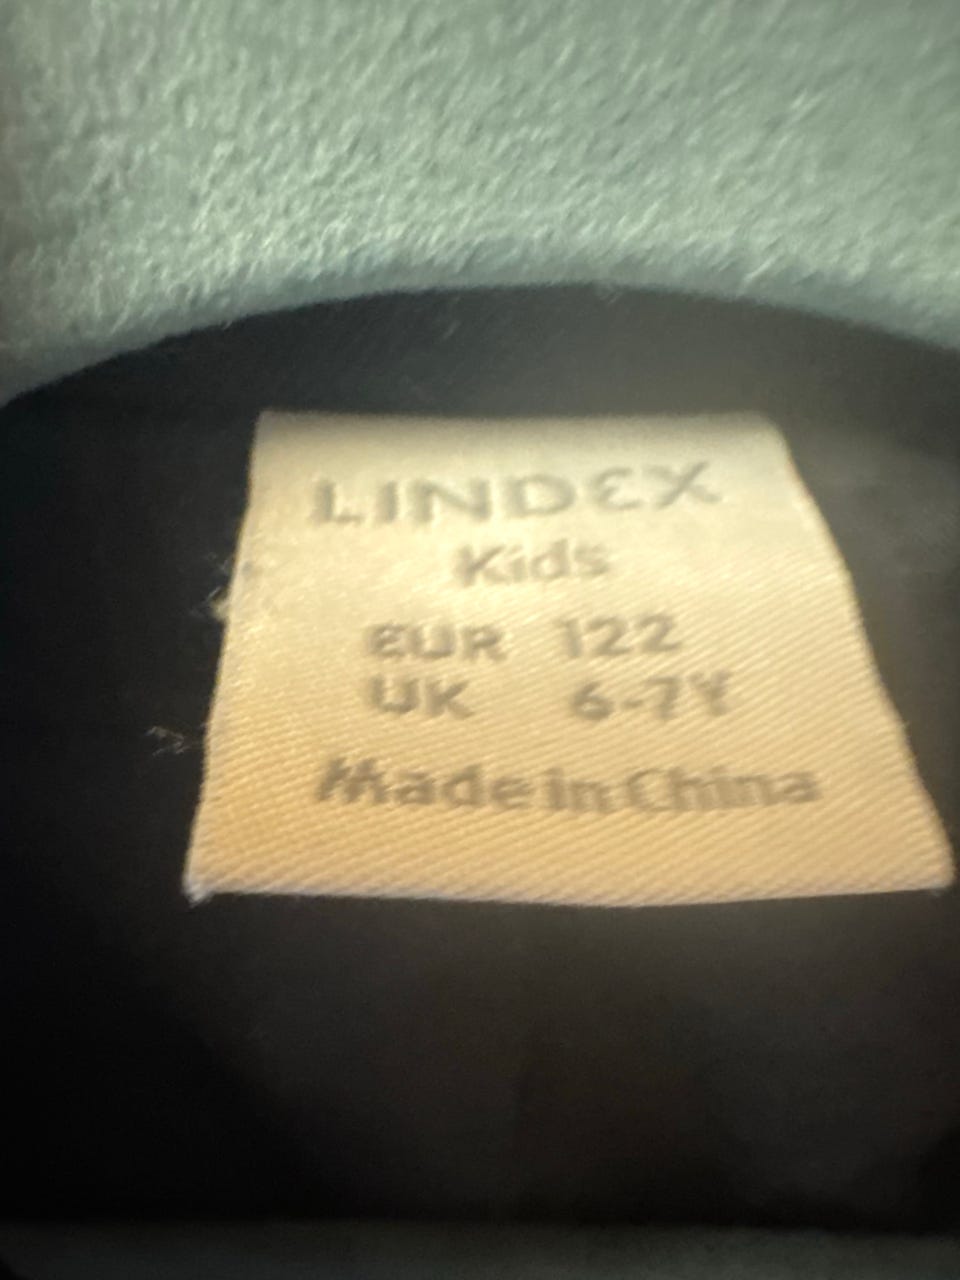 LINDEX
Kids
EUR 122
UK 6-7Y
Made in China